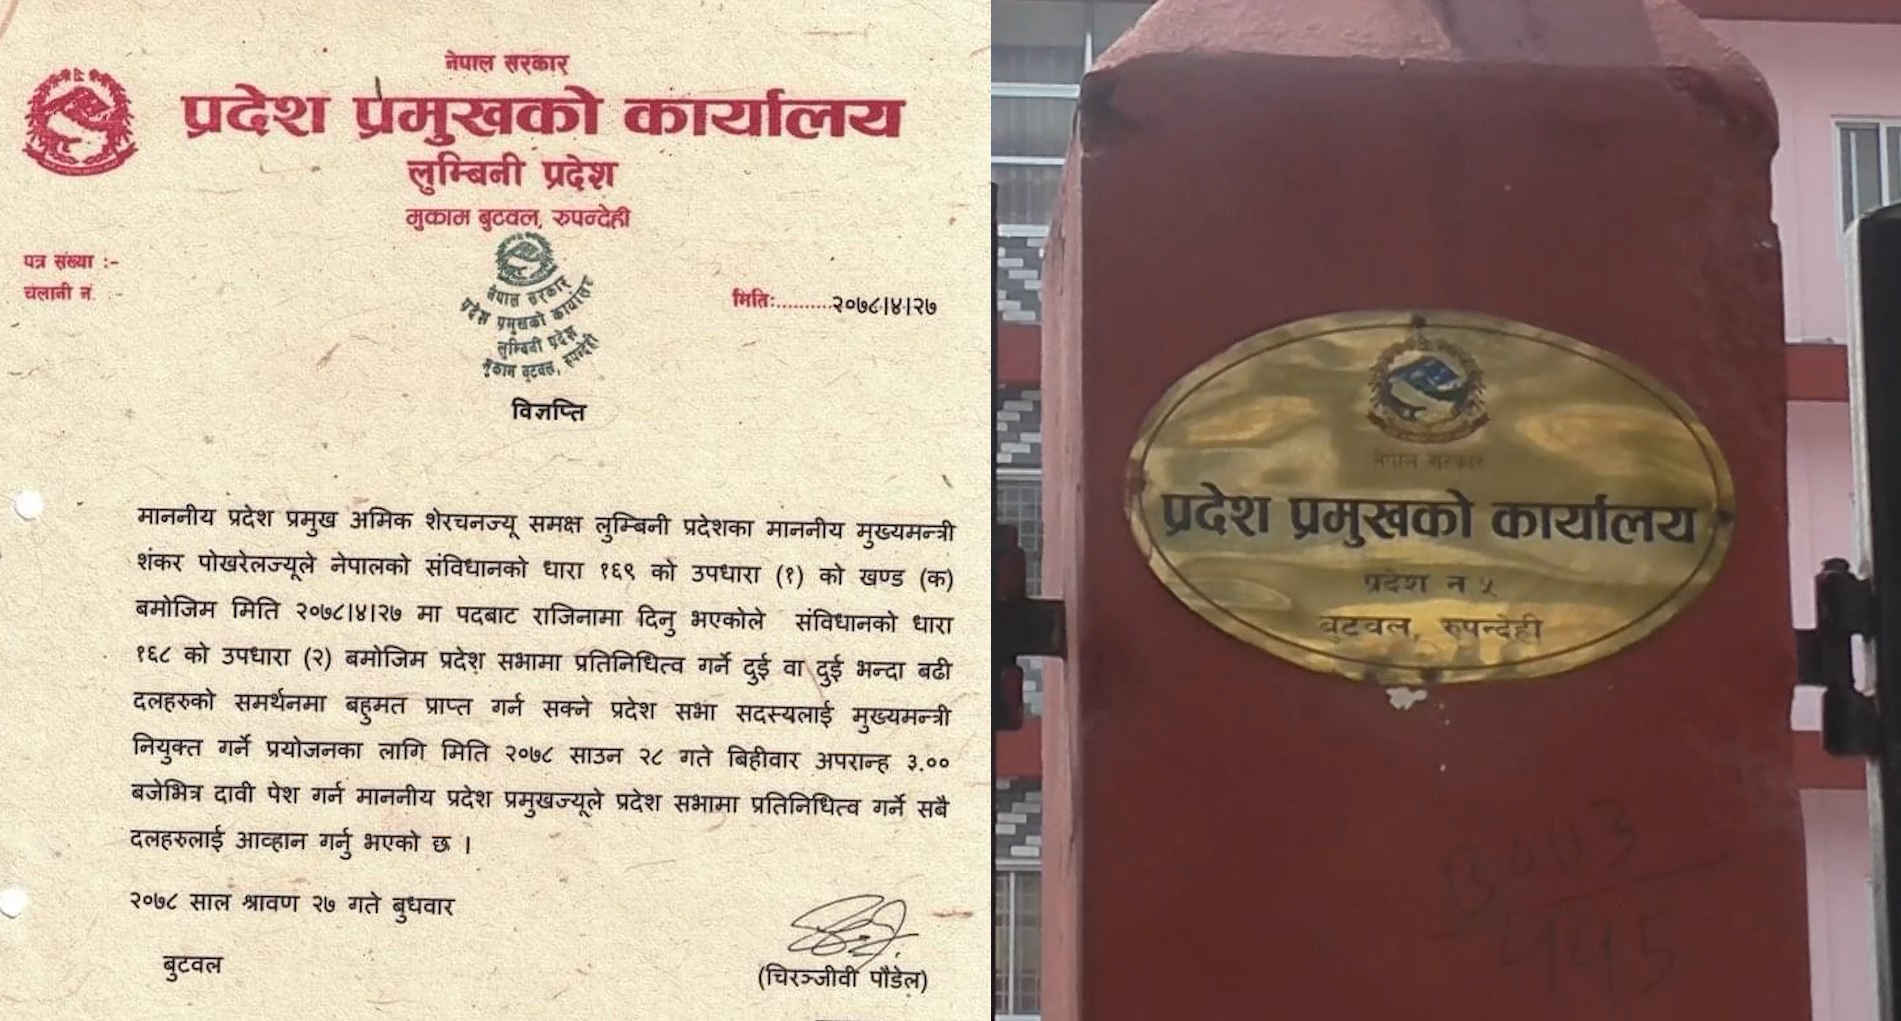 नेपाल सरकार
प्रदेश प्रमुखको कार्यालय
लुम्बिनी प्रदेश
मुकाम बुटवल, रुपन्देही
पत्र संख्या :-
चलानी नं :-
नेपाल सरकार
प्रदेश प्रमुखको कार्यालय
लुम्बिनी प्रदेश
मुकाम बुटवल, रुपन्देही
मिति:..........२०७८।४।२७
विज्ञप्ति
माननीय प्रदेश प्रमुख अमिक शेरचनज्यू समक्ष लुम्बिनी प्रदेशका माननीय मुख्यमन्त्री
शंकर पोखरेलज्यूले नेपालको संविधानको धारा १६९ को उपधारा (१) को खण्ड (क)
बमोजिम मिति २०७८।४।२७ मा पदबाट राजिनामा दिनु भएकोले संविधानको धारा
१६८ को उपधारा (२) बमोजिम प्रदेश सभामा प्रतिनिधित्व गर्ने दुई वा दुई भन्दा बढी
दलहरुको समर्थनमा बहुमत प्राप्त गर्न सक्ने प्रदेश सभा सदस्यलाई मुख्यमन्त्री
नियुक्त गर्ने प्रयोजनका लागि मिति २०७८ साउन २८ गते बिहीवार अपरान्ह ३.००
बजेभित्र दावी पेश गर्न माननीय प्रदेश प्रमुखज्यूले प्रदेश सभामा प्रतिनिधित्व गर्ने सबै
दलहरुलाई आव्हान गर्नु भएको छ ।
२०७८ साल श्रावण २७ गते बुधवार
बुटवल
(चिरञ्जीवी पौडेल)
नेपाल सरकार
प्रदेश प्रमुखको कार्यालय
प्रदेश न ५
बुटवल, रुपन्देही